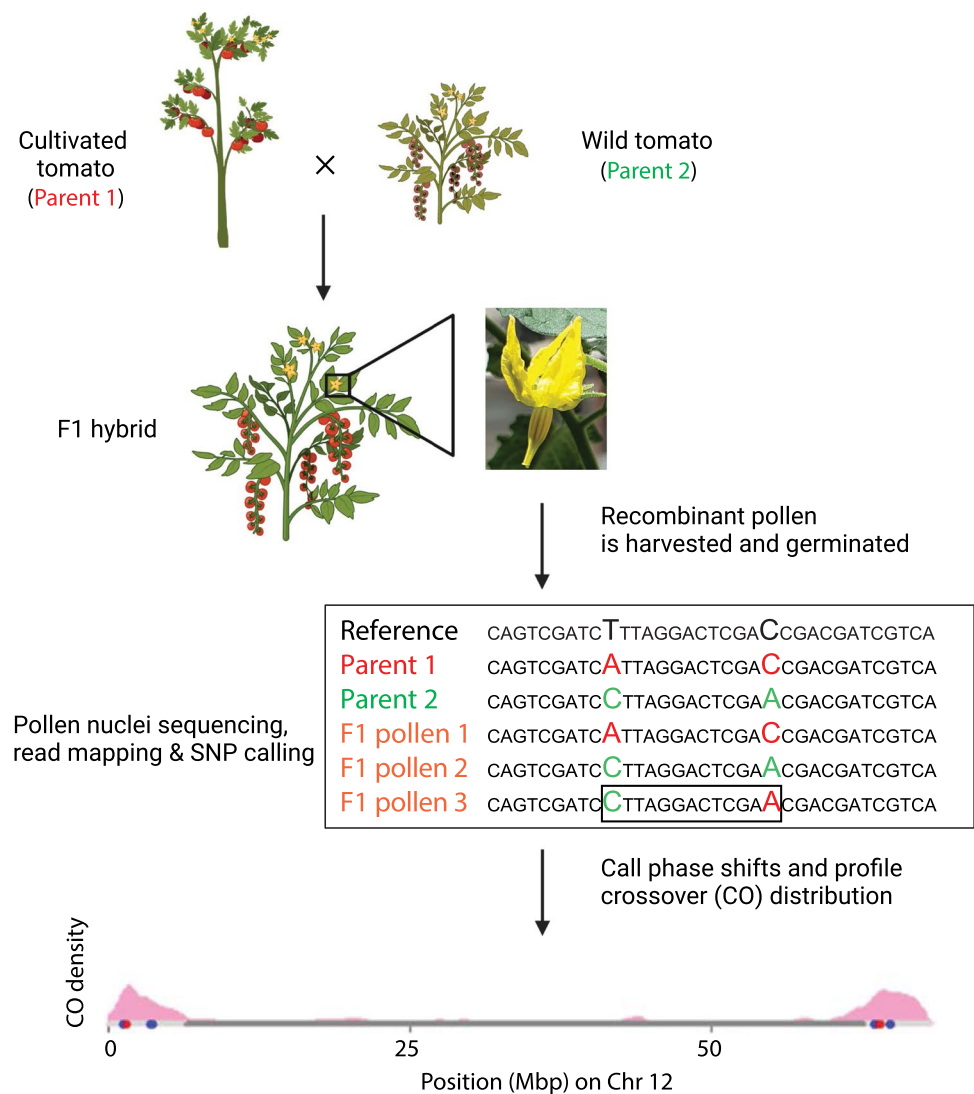 Cultivated
tomato
(Parent 1)
×
Wild tomato
(Parent 2)
F1 hybrid
Recombinant pollen
is harvested and germinated
Pollen nuclei sequencing,
read mapping & SNP calling
Reference CAGTCGATCTTTAGGACTCGACCGACGATCGTCA
Parent 1 CAGTCGATCATTAGGACTCGACCGACGATCGTCA
Parent 2 CAGTCGATCCTTAGGACTCGAACGACGATCGTCA
F1 pollen 1 CAGTCGATCATTAGGACTCGACCGACGATCGTCA
F1 pollen 2 CAGTCGATCCTTAGGACTCGAACGACGATCGTCA
F1 pollen 3 CAGTCGATCCTTAGGACTCGAACGACGATCGTCA
Call phase shifts and profile
crossover (CO) distribution
CO density
0 25 50
Position (Mbp) on Chr 12